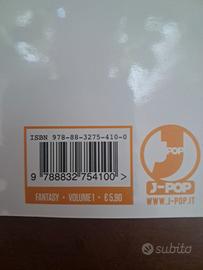 ISBN 978-88-3275-410-0
9 788832 754100 >
FANTASY • VOLUME 1 • € 5,90
J-POP
J-POP
WWW.J-POP.IT
subito